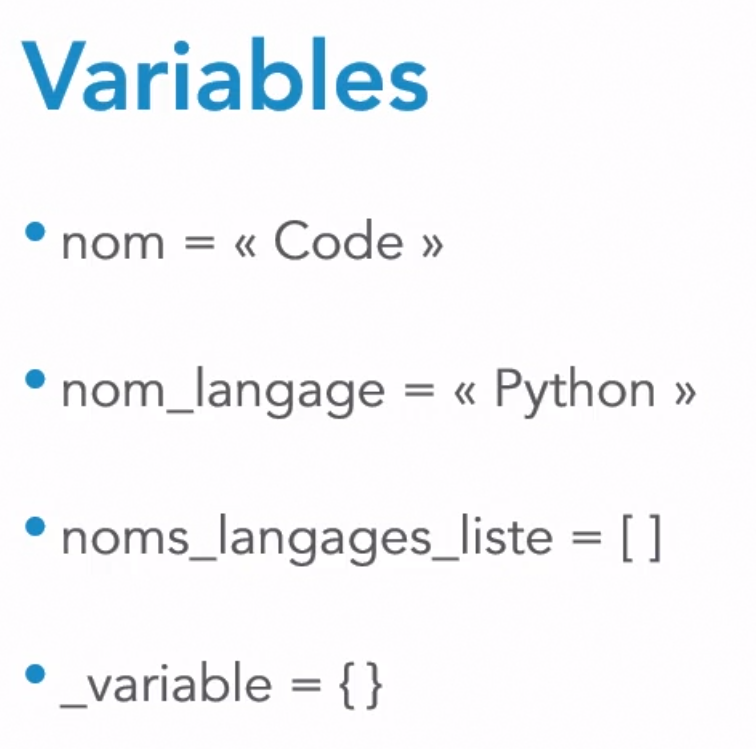 Variables
• nom = « Code »
• nom_langage = « Python »
• noms_langages_liste = [ ]
• _variable = { }